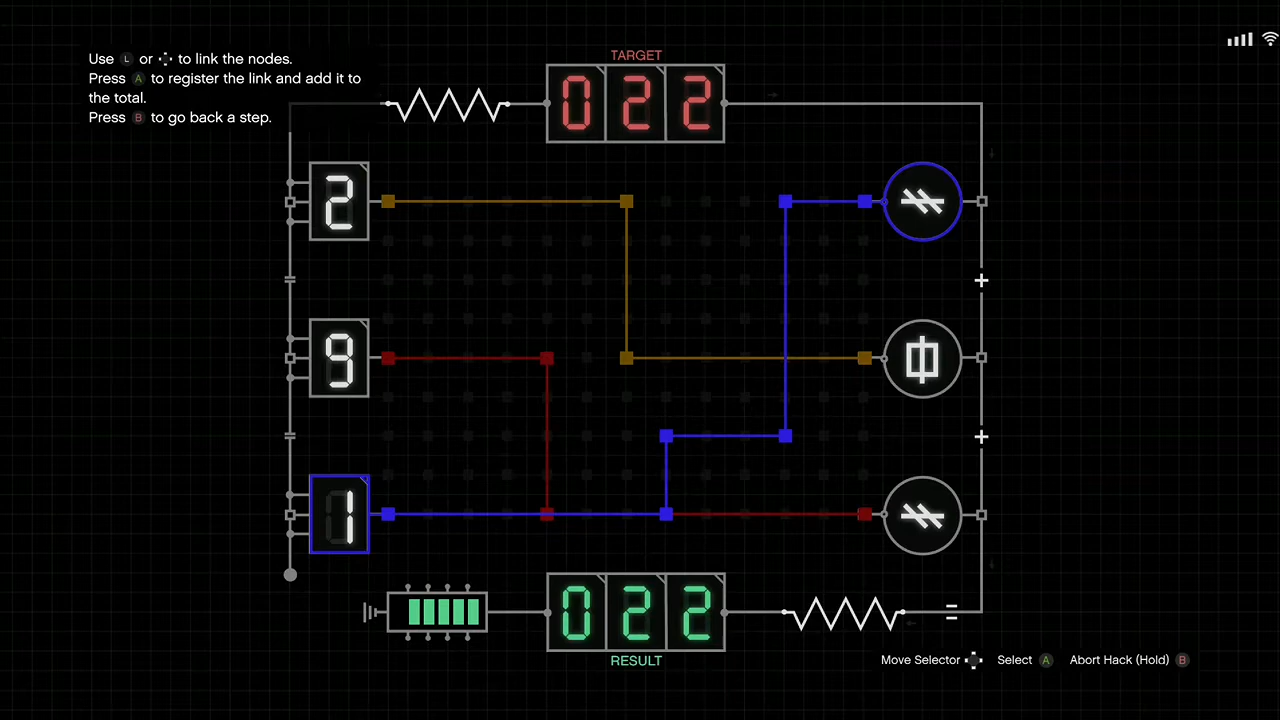 Use L or to link the nodes.
Press A to register the link and add it to
the total.
Press B to go back a step.
TARGET
022
2
9
1
+
+
=
022
RESULT
Move Selector Select A Abort Hack (Hold) B